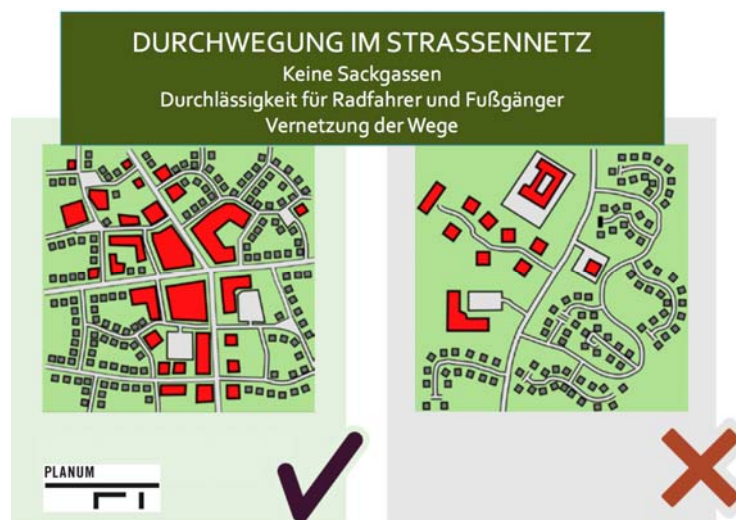 DURCHWEGUNG IM STRASSENNETZ
Keine Sackgassen
Durchlässigkeit für Radfahrer und Fußgänger
Vernetzung der Wege
PLANUM